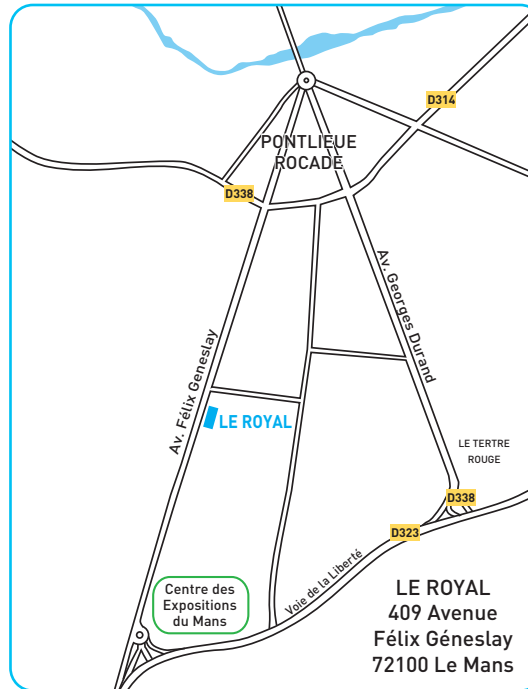 D314
PONTLIEUE
ROCADE
D338
Av. Georges Durand
Av. Félix Geneslay
LE ROYAL
LE TERTRE
ROUGE
D338
D323
Voie de la Liberté
Centre des
Expositions
du Mans
LE ROYAL
409 Avenue
Félix Géneslay
72100 Le Mans